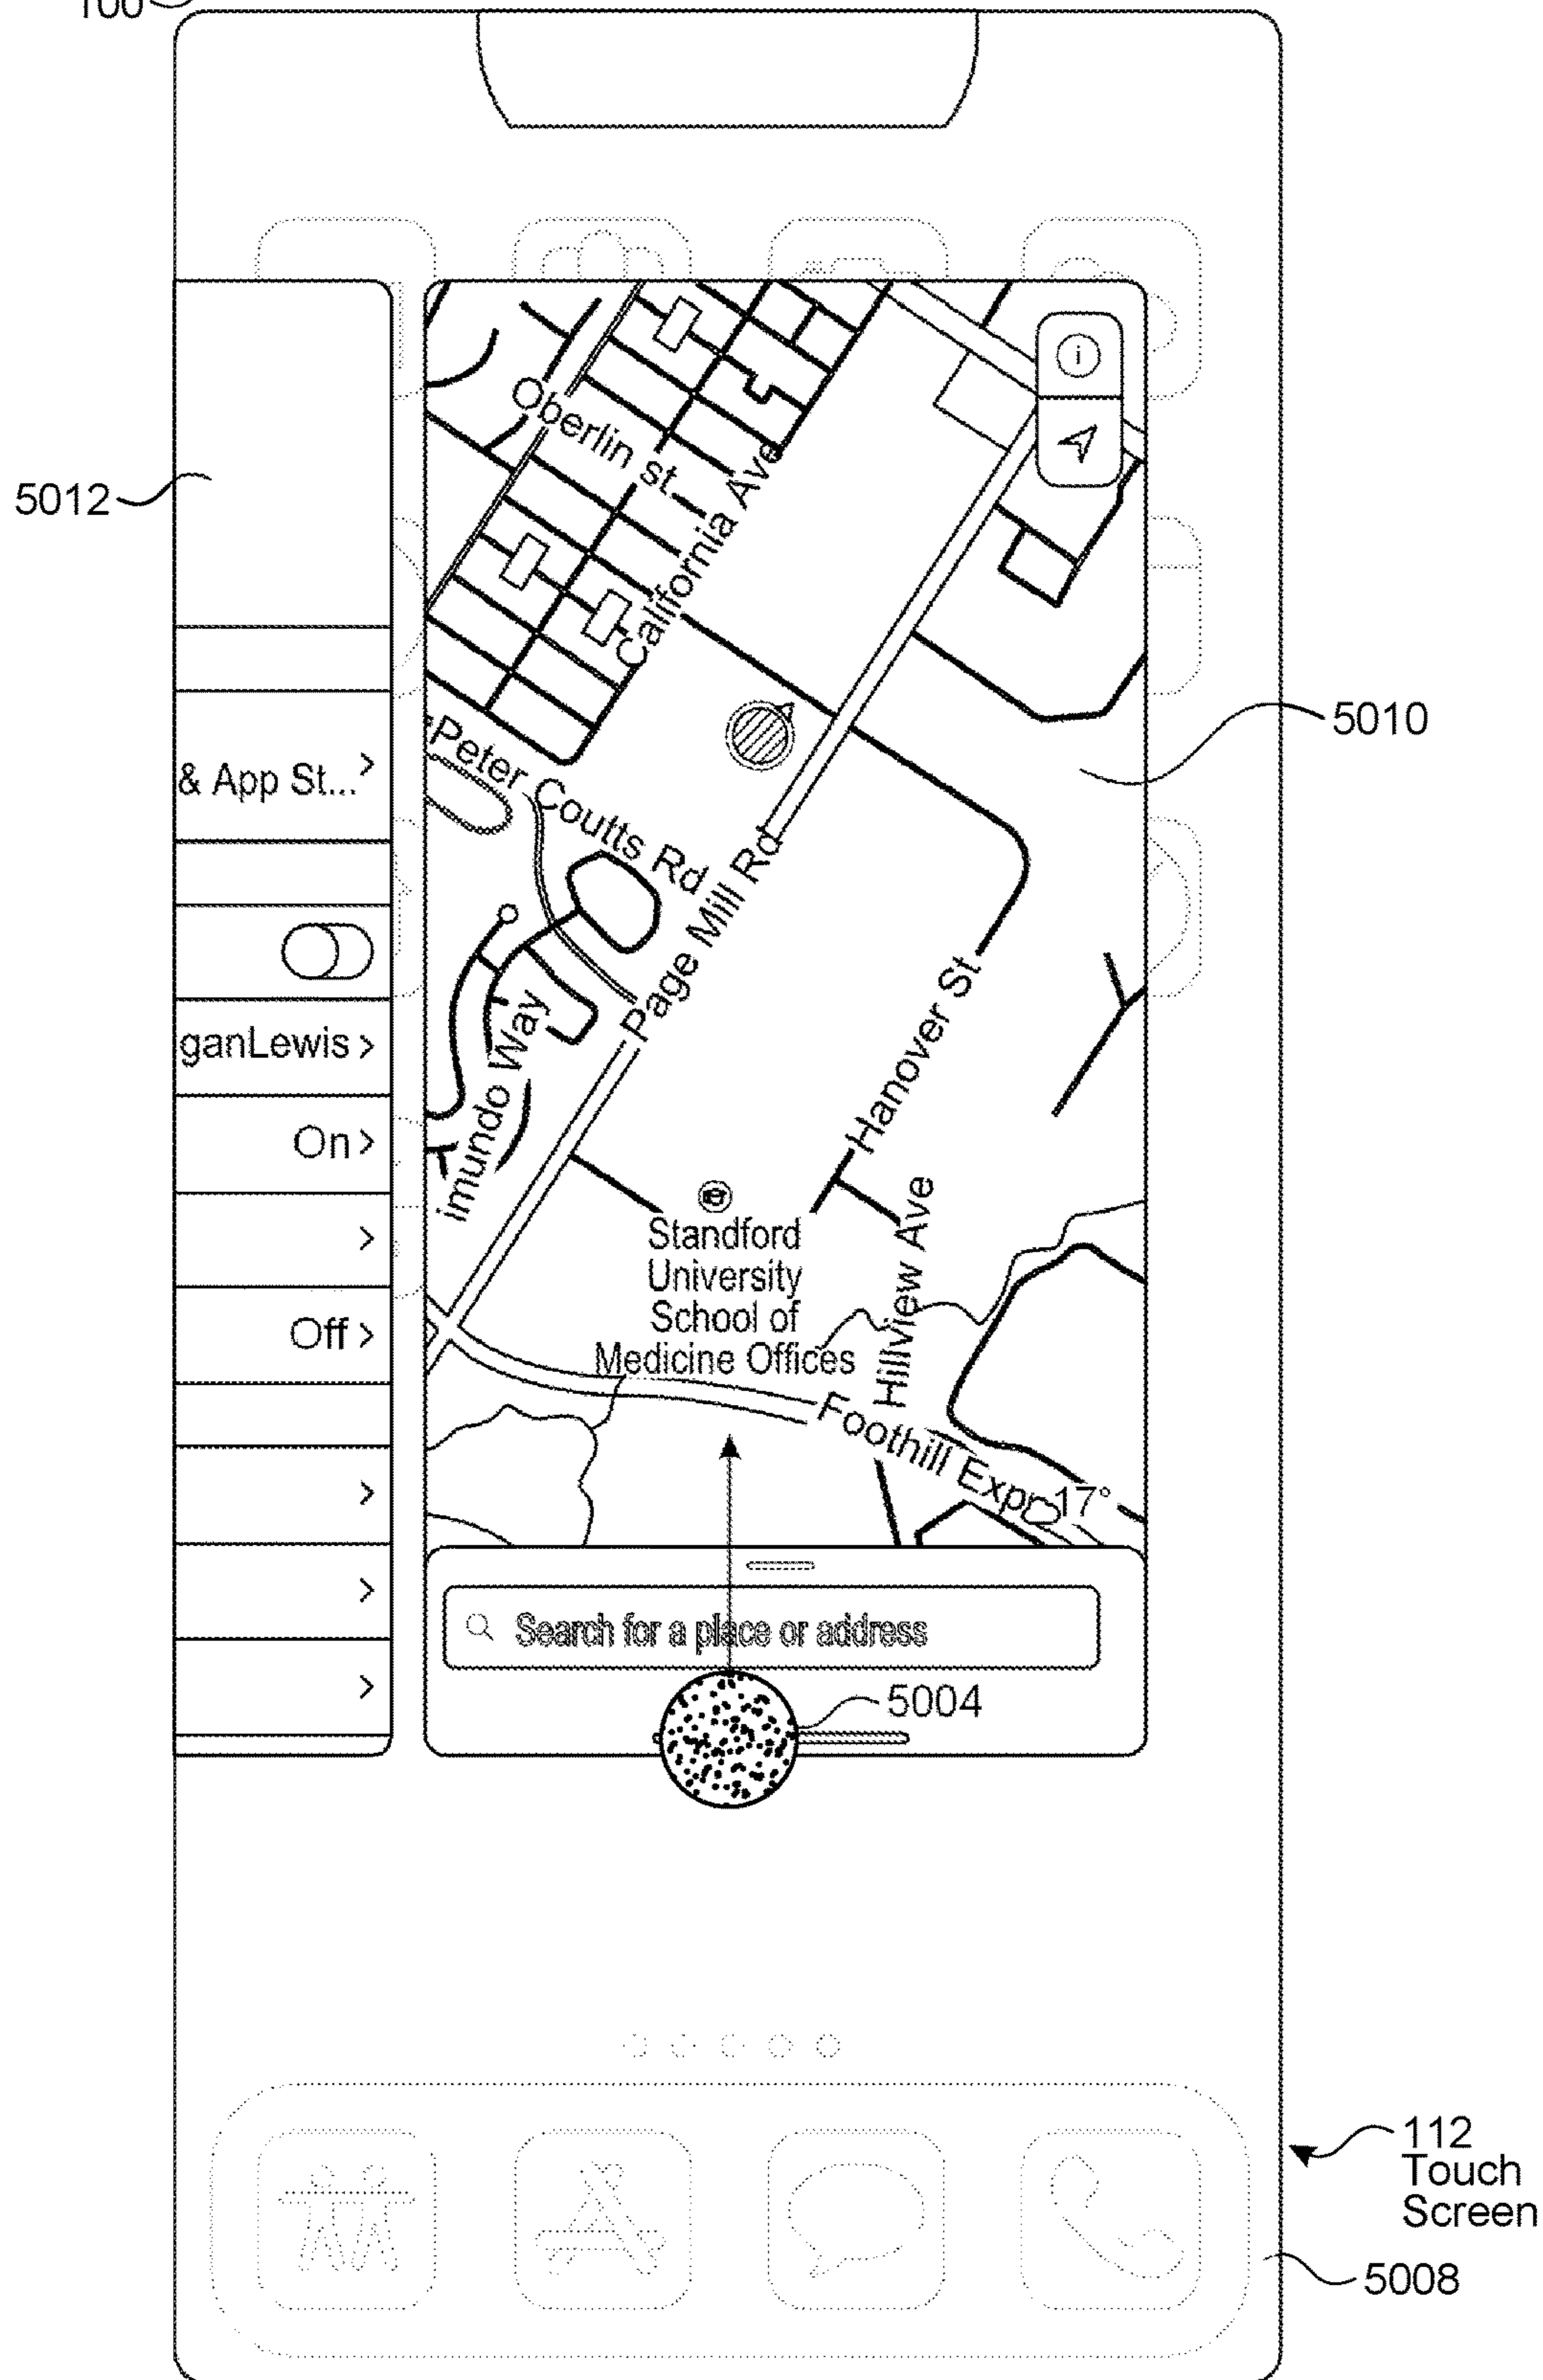 100
Oberlin st.
California Ave
5012
5010
Peter Coutts Rd
& App St... >
Page Mill Rd
Hanover St
imundo Way
ganLewis >
On >
>
Standford
University
School of
Medicine Offices
Hillview Ave
Off >
Foothill Expr
17°
>
>
Search for a place or address
>
5004
112
Touch
Screen
5008